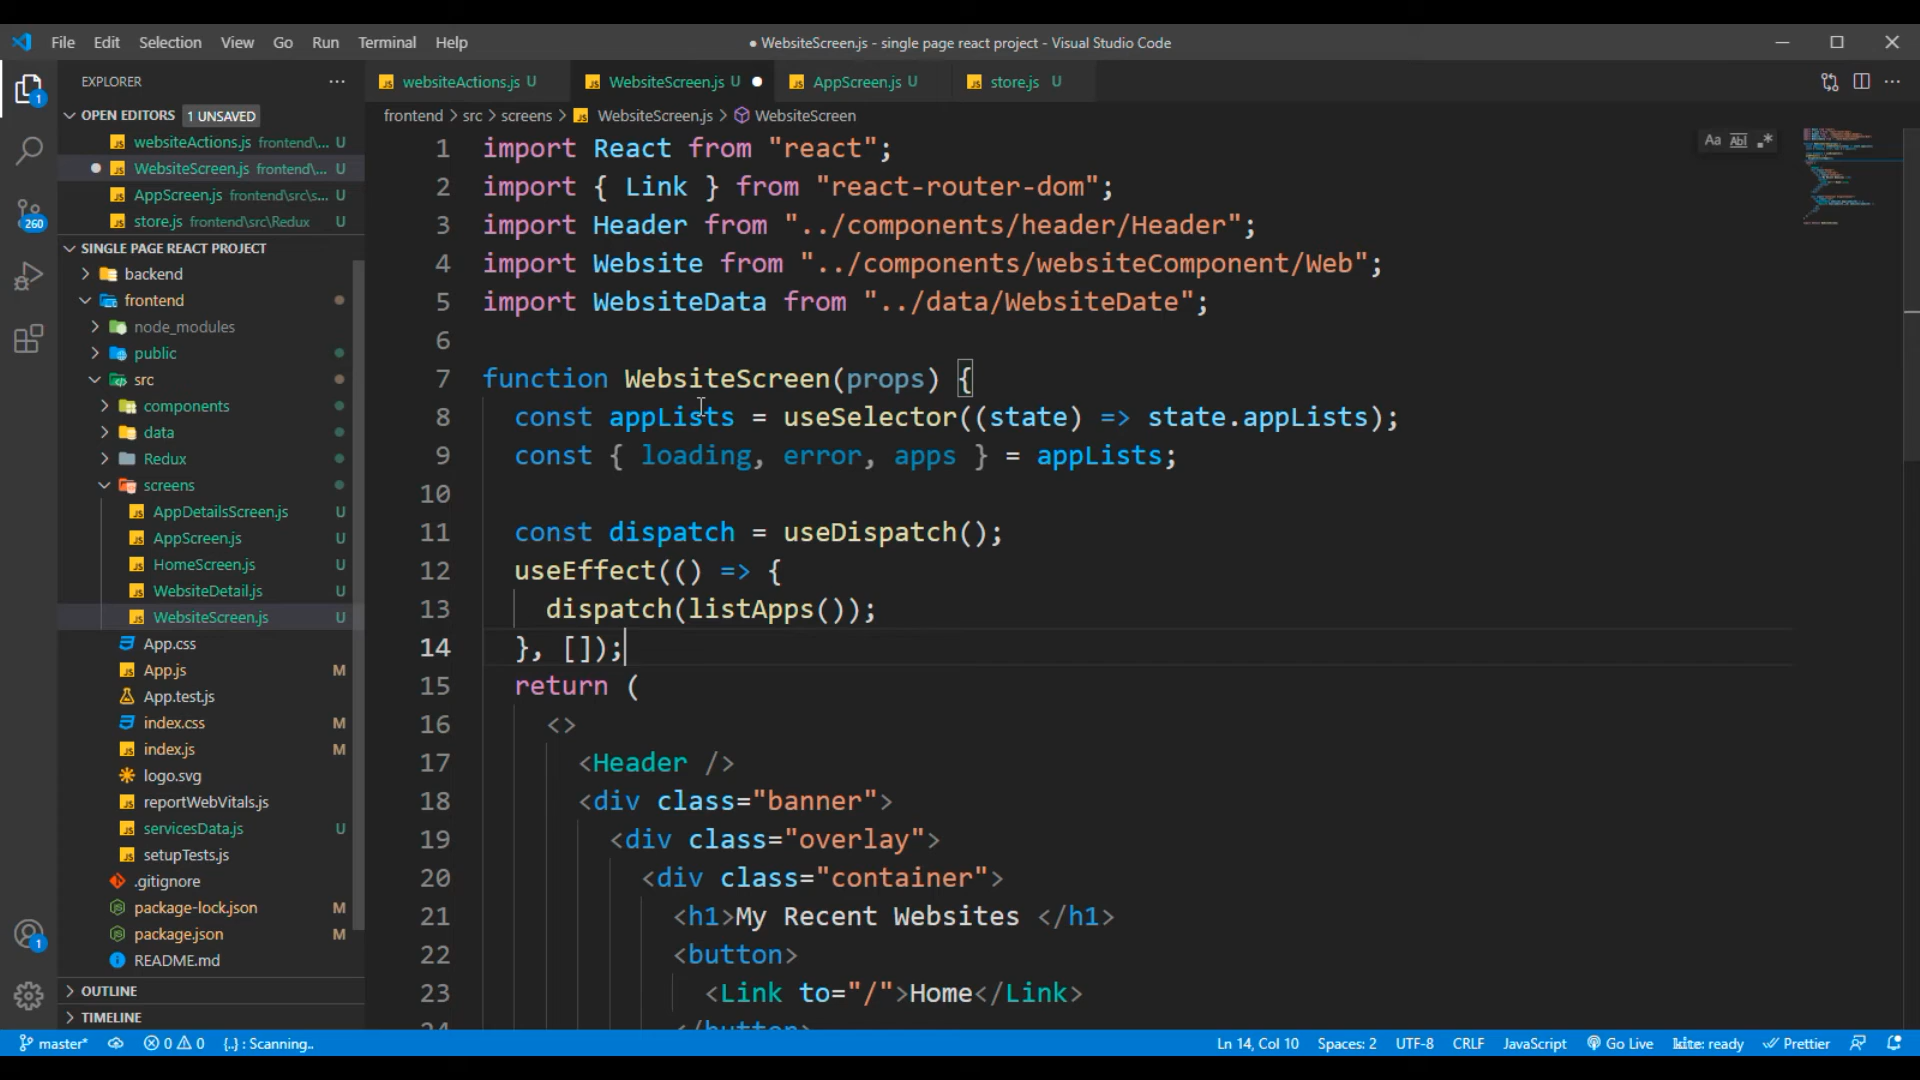 File Edit Selection View Go Run Terminal Help
● WebsiteScreen.js - single page react project - Visual Studio Code
EXPLORER
websiteActions.js U
WebsiteScreen.js U
AppScreen.js U
store.js U
OPEN EDITORS 1 UNSAVED
websiteActions.js frontend\... U
WebsiteScreen.js frontend\... U
AppScreen.js frontend\src\s... U
store.js frontend\src\Redux U
SINGLE PAGE REACT PROJECT
backend
frontend
node_modules
public
src
components
data
Redux
screens
AppDetailsScreen.js U
AppScreen.js U
HomeScreen.js U
WebsiteDetail.js U
WebsiteScreen.js U
App.css
App.js M
App.test.js
index.css M
index.js M
logo.svg
reportWebVitals.js
servicesData.js U
setupTests.js
.gitignore
package-lock.json M
package.json M
README.md
OUTLINE
TIMELINE
1
260
1
frontend > src > screens > WebsiteScreen.js > WebsiteScreen
Aa Abl .*
1 import React from "react";
2 import { Link } from "react-router-dom";
3 import Header from "../components/header/Header";
4 import Website from "../components/websiteComponent/Web";
5 import WebsiteData from "../data/WebsiteDate";
6
7 function WebsiteScreen(props) {
8 const appLists = useSelector((state) => state.appLists);
9 const { loading, error, apps } = appLists;
10
11 const dispatch = useDispatch();
12 useEffect(() => {
13 dispatch(listApps());
14 }, []);
15 return (
16 <>
17 <Header />
18 <div class="banner">
19 <div class="overlay">
20 <div class="container">
21 <h1>My Recent Websites </h1>
22 <button>
23 <Link to="/">Home</Link>
24 </button>
master* 0 0 {..} : Scanning.. Ln 14, Col 10 Spaces: 2 UTF-8 CRLF JavaScript Go Live kite: ready Prettier